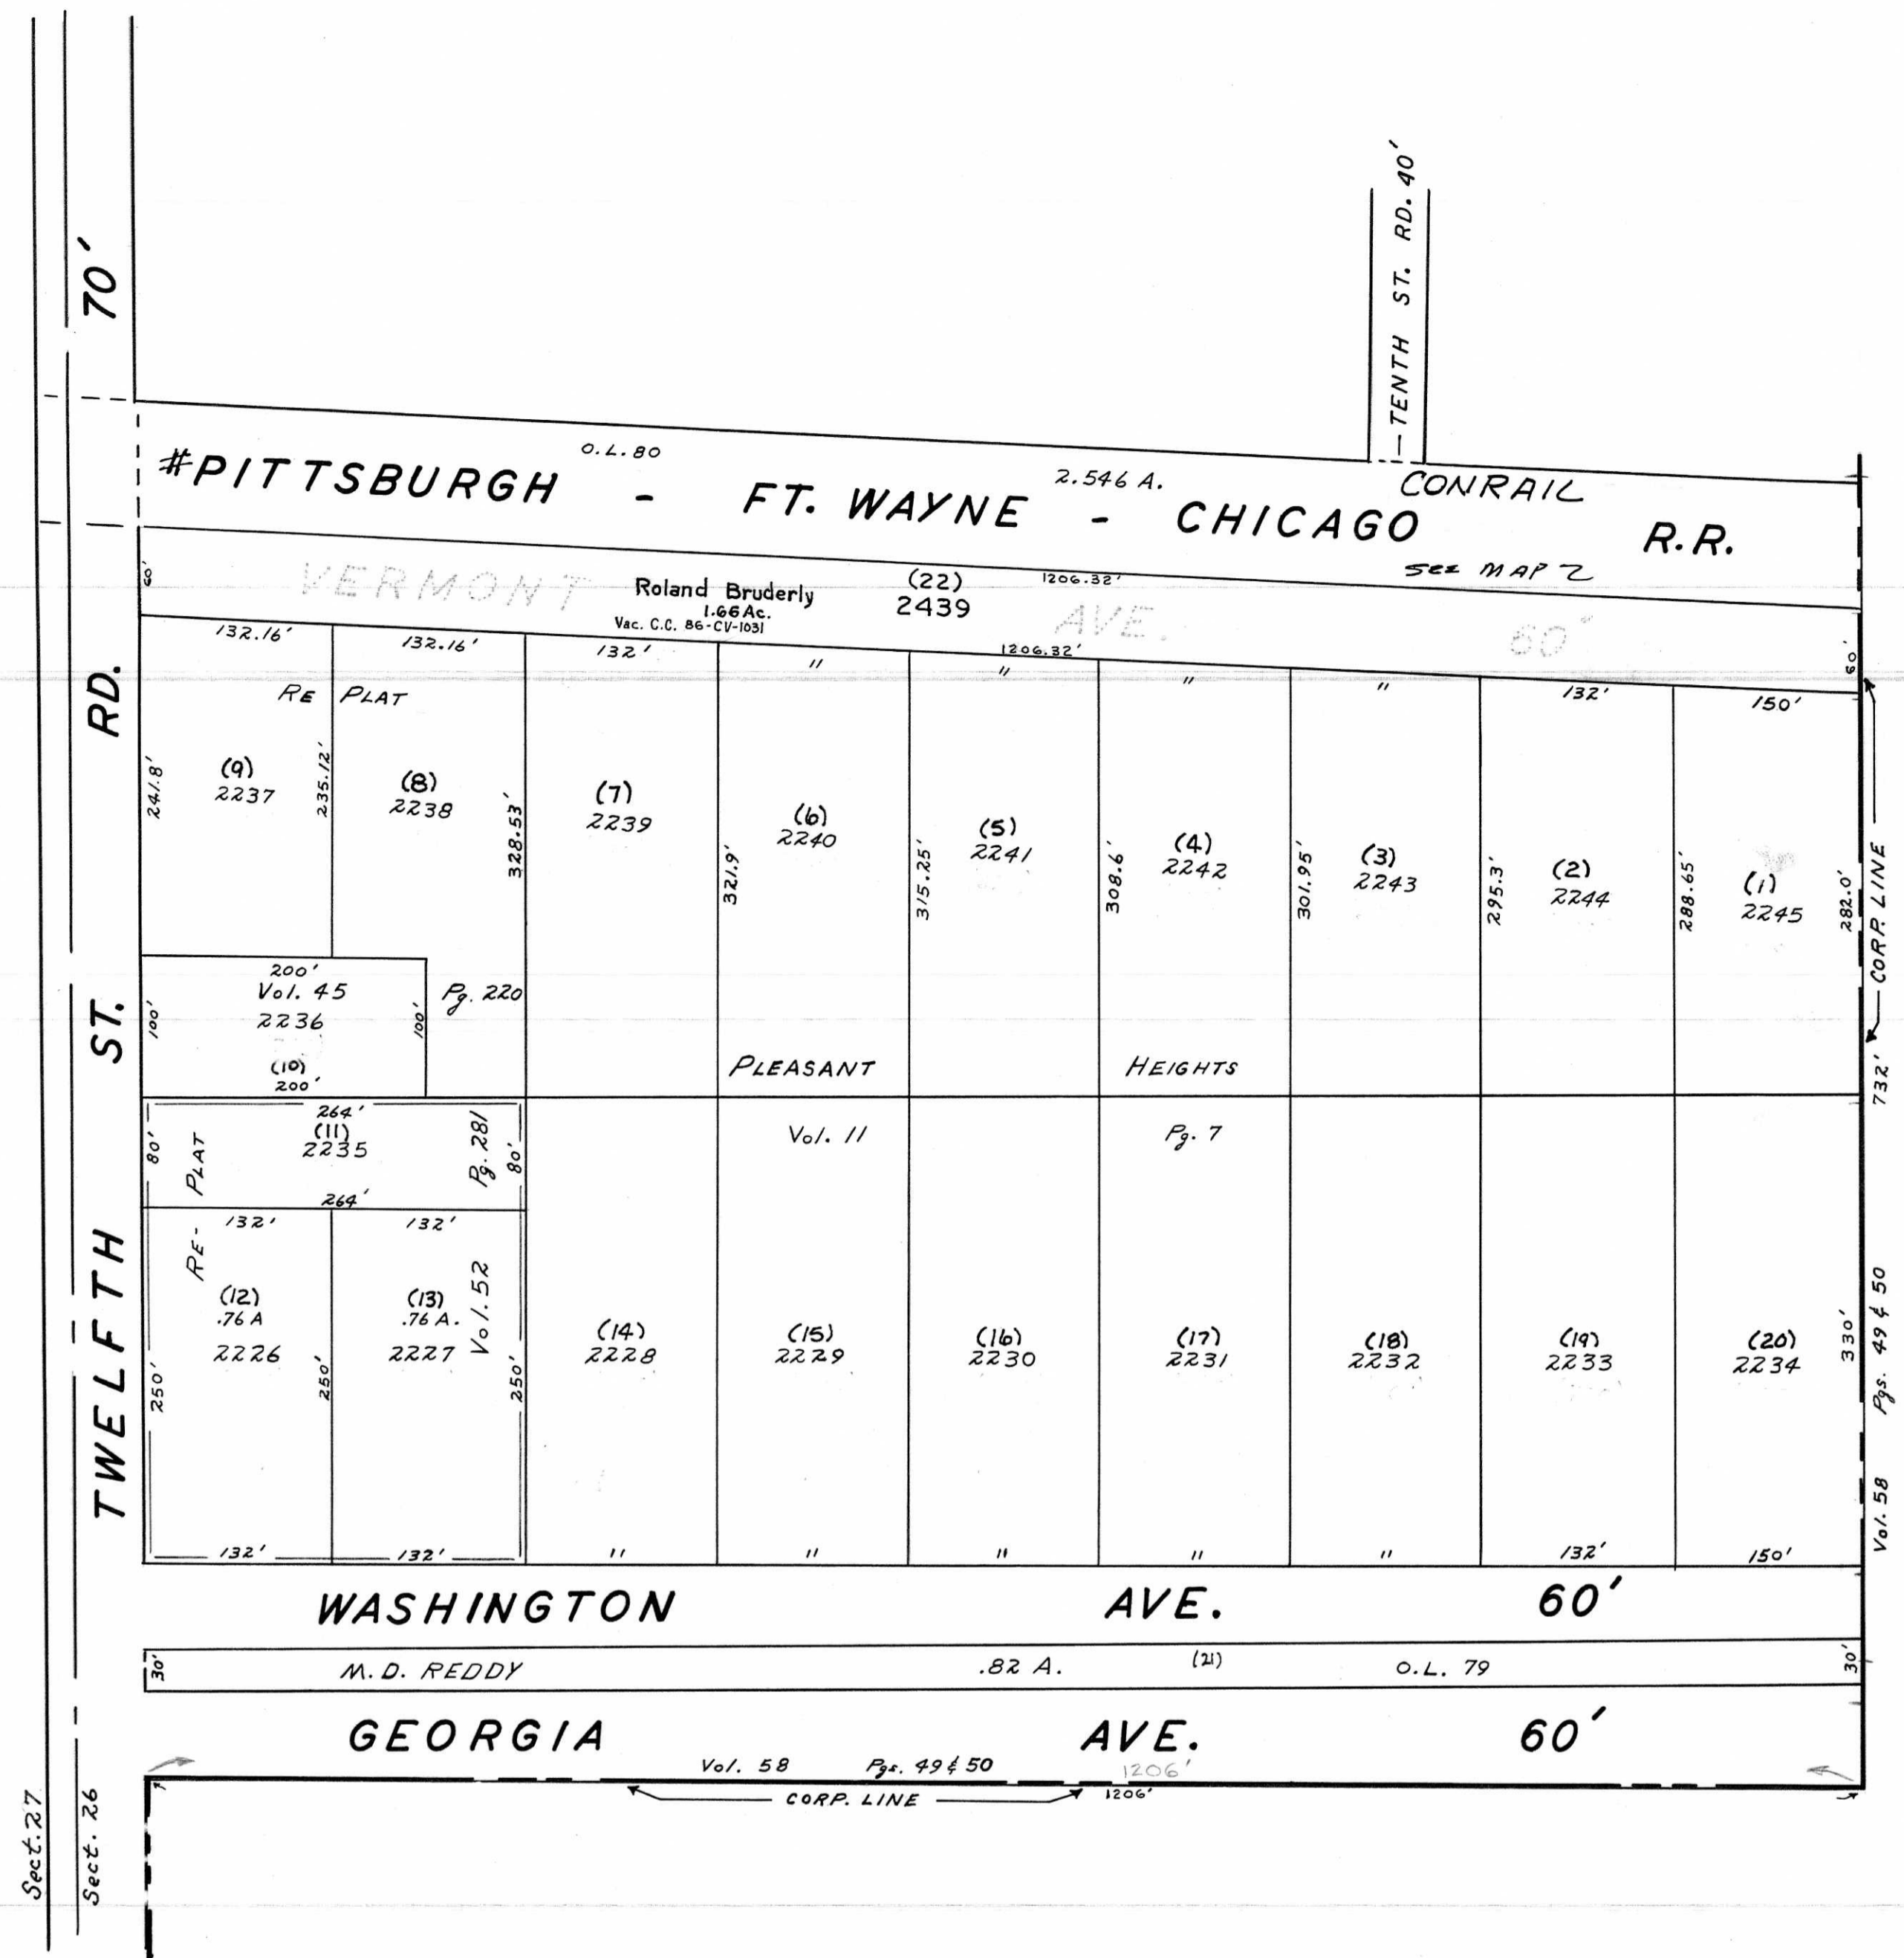 70'
TENTH ST. RD. 40'
O.L. 80
2.546 A.
CONRAIL
#PITTSBURGH - FT. WAYNE - CHICAGO R.R.
see MAP 2
60'
VERMONT AVE. 60'
Roland Bruderly
1.66 Ac.
Vac. C.C. 86-CV-1031
(22)
2439
1206.32'
1206.32'
60'
132.16'
132.16'
132'
"
"
"
"
132'
150'
RE PLAT
241.8'
(9)
2237
235.12'
(8)
2238
328.53'
(7)
2239
321.9'
(6)
2240
315.25'
(5)
2241
308.6'
(4)
2242
301.95'
(3)
2243
295.3'
(2)
2244
288.65'
(1)
2245
282.0'
CORP. LINE
732'
200'
Vol. 45
2236
(10)
200'
100'
100'
Pg. 220
PLEASANT HEIGHTS
Vol. 11
Pg. 7
264'
(11)
2235
80'
80'
264'
RE-PLAT
Pg. 281
Vol. 52
132'
132'
(12)
.76 A
2226
250'
250'
(13)
.76 A.
2227
250'
(14)
2228
(15)
2229
(16)
2230
(17)
2231
(18)
2232
(19)
2233
(20)
2234
330'
Vol. 58 Pgs. 49 & 50
132'
132'
"
"
"
"
"
132'
150'
TWELFTH ST. RD.
WASHINGTON AVE. 60'
30'
M. D. REDDY
.82 A.
(21)
O.L. 79
30'
GEORGIA AVE. 60'
Vol. 58 Pgs. 49 & 50
1206'
CORP. LINE
1206'
Sect. 27
Sect. 26